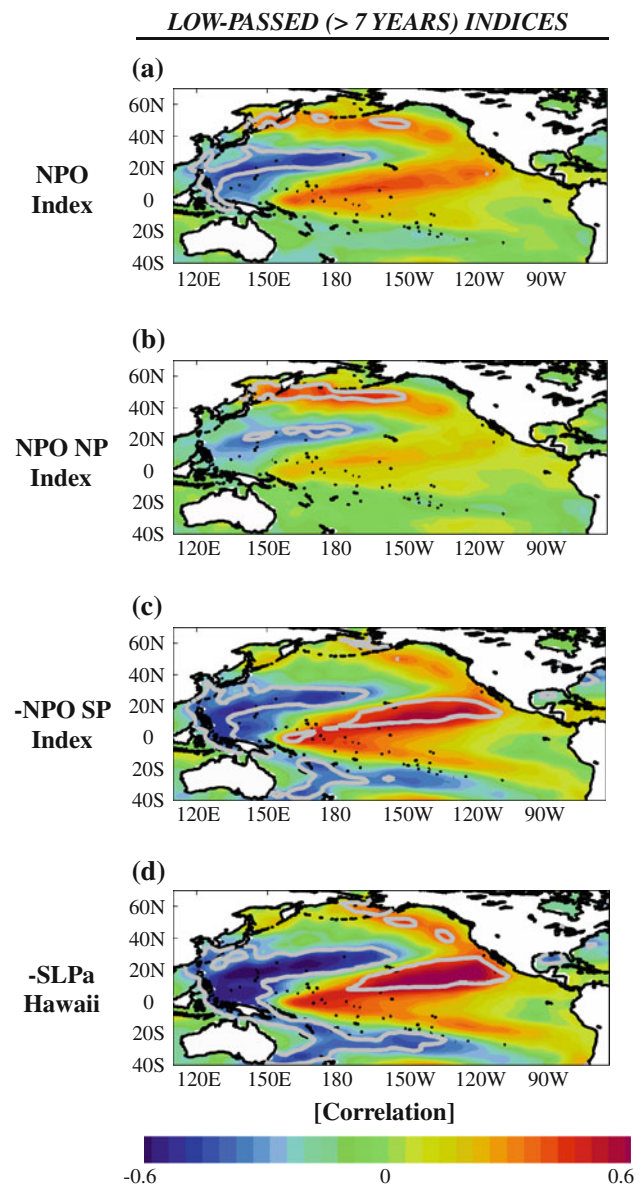 LOW-PASSED (> 7 YEARS) INDICES
(a)
NPO
Index
60N
40N
20N
0
20S
40S
120E 150E 180 150W 120W 90W
(b)
NPO NP
Index
60N
40N
20N
0
20S
40S
120E 150E 180 150W 120W 90W
(c)
-NPO SP
Index
60N
40N
20N
0
20S
40S
120E 150E 180 150W 120W 90W
(d)
-SLPa
Hawaii
60N
40N
20N
0
20S
40S
120E 150E 180 150W 120W 90W
[Correlation]
-0.6 0 0.6